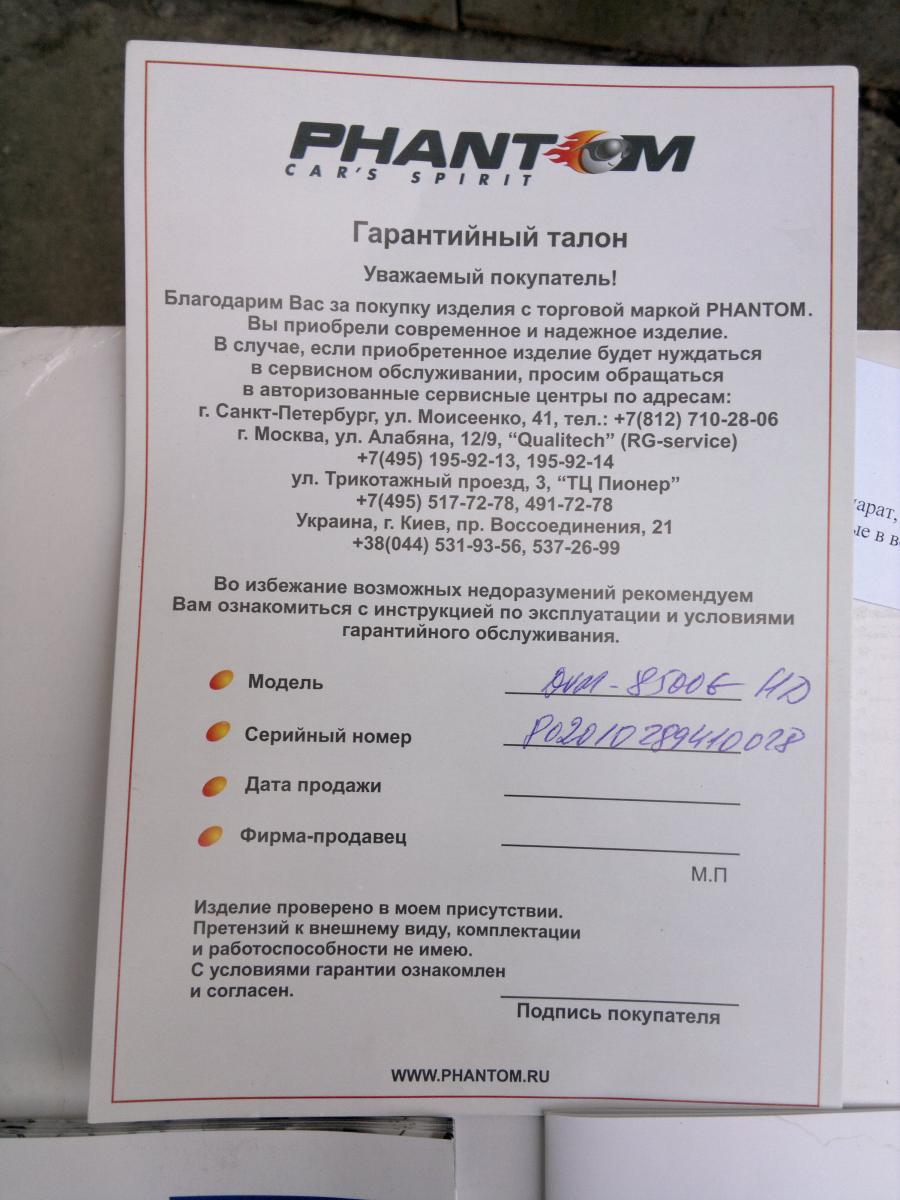 PHANTOM
CAR'S SPIRIT
Гарантийный талон
Уважаемый покупатель!
Благодарим Вас за покупку изделия с торговой маркой PHANTOM.
Вы приобрели современное и надежное изделие.
В случае, если приобретенное изделие будет нуждаться
в сервисном обслуживании, просим обращаться
в авторизованные сервисные центры по адресам:
г. Санкт-Петербург, ул. Моисеенко, 41, тел.: +7(812) 710-28-06
г. Москва, ул. Алабяна, 12/9, “Qualitech” (RG-service)
+7(495) 195-92-13, 195-92-14
ул. Трикотажный проезд, 3, “ТЦ Пионер”
+7(495) 517-72-78, 491-72-78
Украина, г. Киев, пр. Воссоединения, 21
+38(044) 531-93-56, 537-26-99
Во избежание возможных недоразумений рекомендуем
Вам ознакомиться с инструкцией по эксплуатации и условиями
гарантийного обслуживания.
Модель DVM-8500G HD
Серийный номер P02010289410028
Дата продажи
Фирма-продавец
М.П
Изделие проверено в моем присутствии.
Претензий к внешнему виду, комплектации
и работоспособности не имею.
С условиями гарантии ознакомлен
и согласен.
Подпись покупателя
WWW.PHANTOM.RU